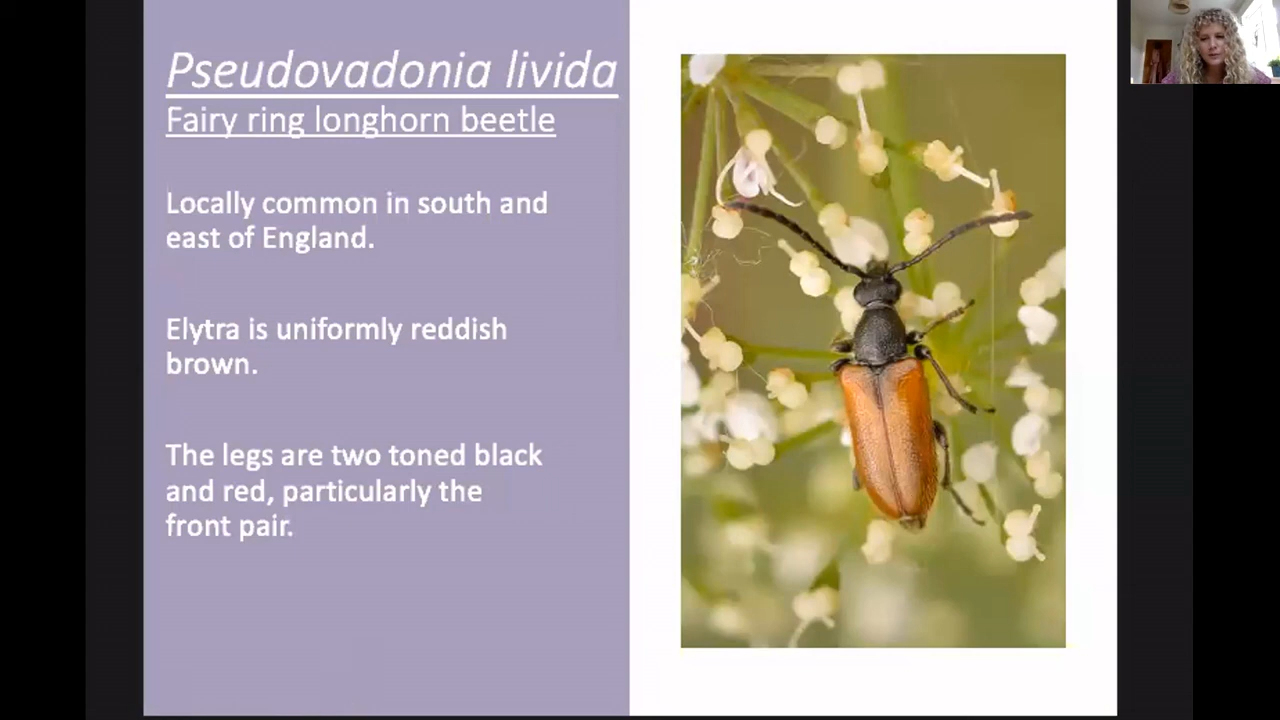 Pseudovadonia livida
Fairy ring longhorn beetle
Locally common in south and
east of England.
Elytra is uniformly reddish
brown.
The legs are two toned black
and red, particularly the
front pair.